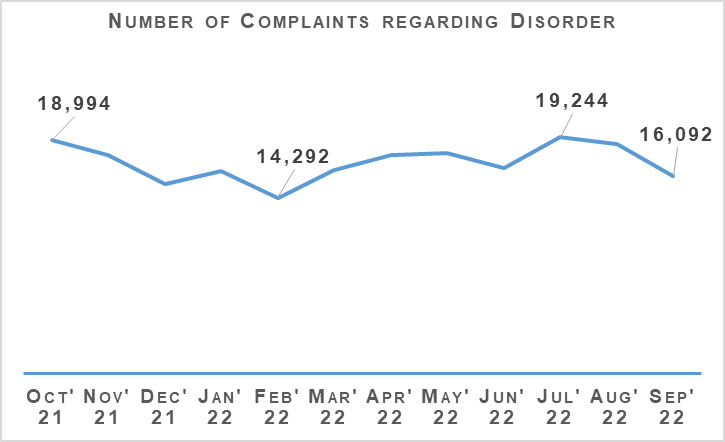 NUMBER OF COMPLAINTS REGARDING DISORDER
18,994
14,292
19,244
16,092
OCT' NOV' DEC' JAN' FEB' MAR' APR' MAY' JUN' JUL' AUG' SEP'
21 21 21 22 22 22 22 22 22 22 22 22